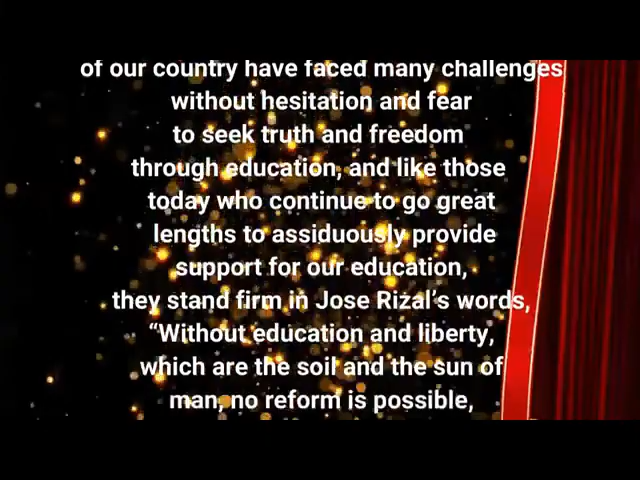 of our country have faced many challenges
without hesitation and fear
to seek truth and freedom
through education, and like those
today who continue to go great
lengths to assiduously provide
support for our education,
they stand firm in Jose Rizal’s words,
“Without education and liberty,
which are the soil and the sun of
man, no reform is possible,